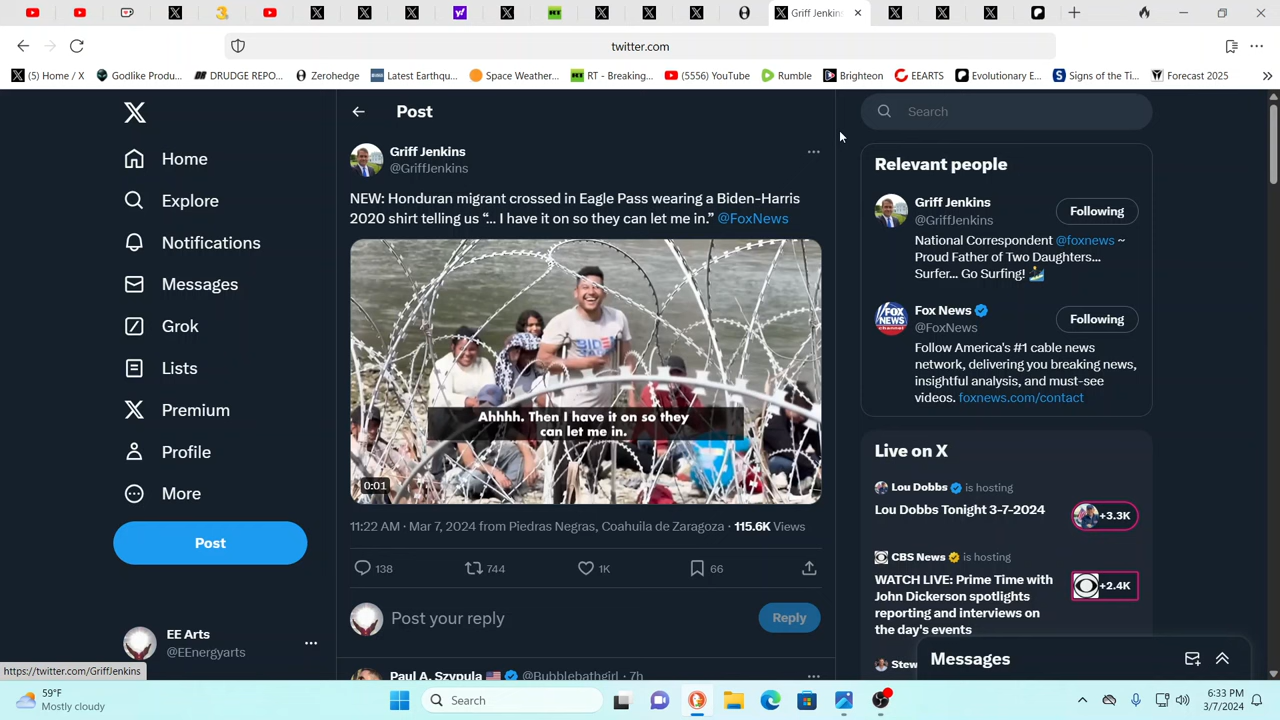 Griff Jenkins
twitter.com
(5) Home / X
Godlike Produ...
DRUDGE REPO...
Zerohedge
Latest Earthqu...
Space Weather...
RT - Breaking...
(5556) YouTube
Rumble
Brighteon
EEARTS
Evolutionary E...
Signs of the Ti...
Forecast 2025
Home
Explore
Notifications
Messages
Grok
Lists
Premium
Profile
More
Post
EE Arts
@EEnergyarts
https://twitter.com/GriffJenkins
Post
Griff Jenkins
@GriffJenkins
NEW: Honduran migrant crossed in Eagle Pass wearing a Biden-Harris
2020 shirt telling us “.. I have it on so they can let me in.” @FoxNews
BIDEN
Ahhhh. Then I have it on so they
can let me in.
0:01
11:22 AM · Mar 7, 2024 from Piedras Negras, Coahuila de Zaragoza · 115.6K Views
138 744 1K 66
Post your reply
Reply
Paul A. Szypula 🇺🇸 @Bubblebathgirl · 7h
Search
Relevant people
Griff Jenkins
@GriffJenkins
Following
National Correspondent @foxnews ~
Proud Father of Two Daughters...
Surfer... Go Surfing! 🏄
Fox News
@FoxNews
Following
FOX NEWS channel
Follow America's #1 cable news
network, delivering you breaking news,
insightful analysis, and must-see
videos. foxnews.com/contact
Live on X
Lou Dobbs is hosting
Lou Dobbs Tonight 3-7-2024
+3.3K
CBS News is hosting
WATCH LIVE: Prime Time with
John Dickerson spotlights
reporting and interviews on
the day's events
+2.4K
Stew
Messages
59°F
Mostly cloudy
Search
6:33 PM
3/7/2024